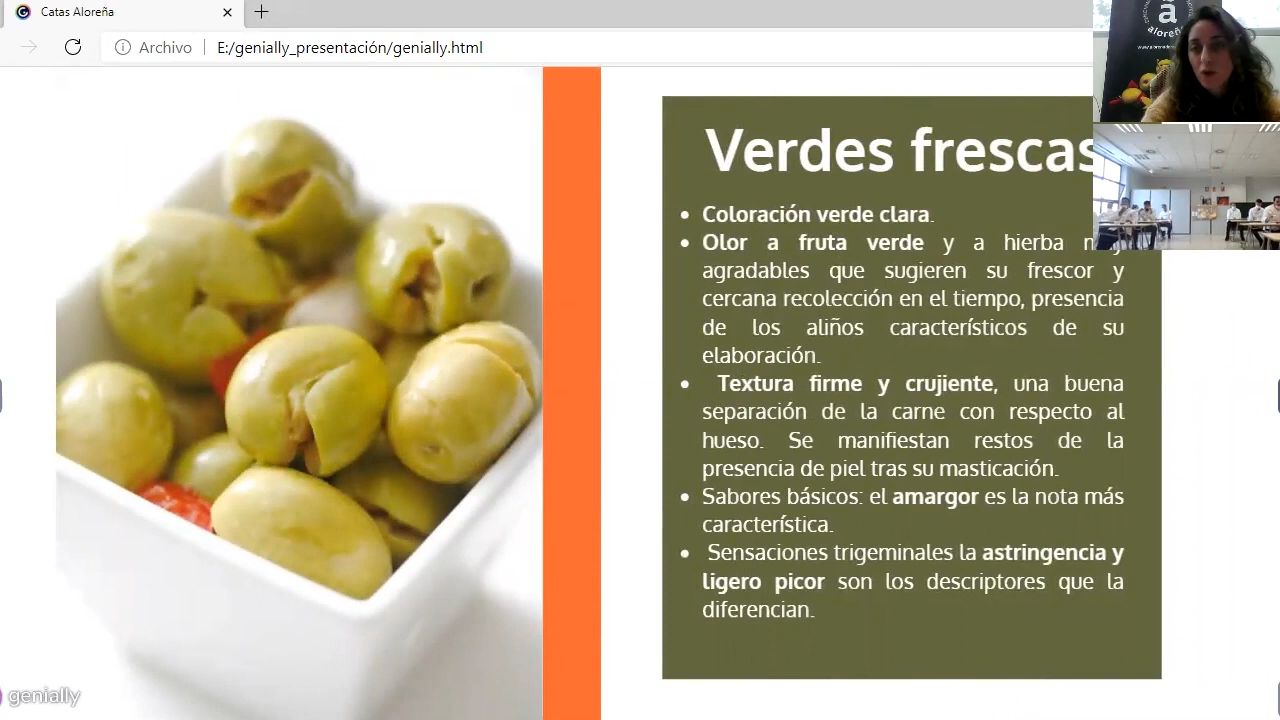 Catas Aloreña
Archivo
E:/genially_presentación/genially.html
a
aloreña
Verdes frescas
• Coloración verde clara.
• Olor a fruta verde y a hierba
agradables que sugieren su frescor y
cercana recolección en el tiempo, presencia
de los aliños característicos de su
elaboración.
• Textura firme y crujiente, una buena
separación de la carne con respecto al
hueso. Se manifiestan restos de la
presencia de piel tras su masticación.
• Sabores básicos: el amargor es la nota más
característica.
• Sensaciones trigeminales la astringencia y
ligero picor son los descriptores que la
diferencian.
genially